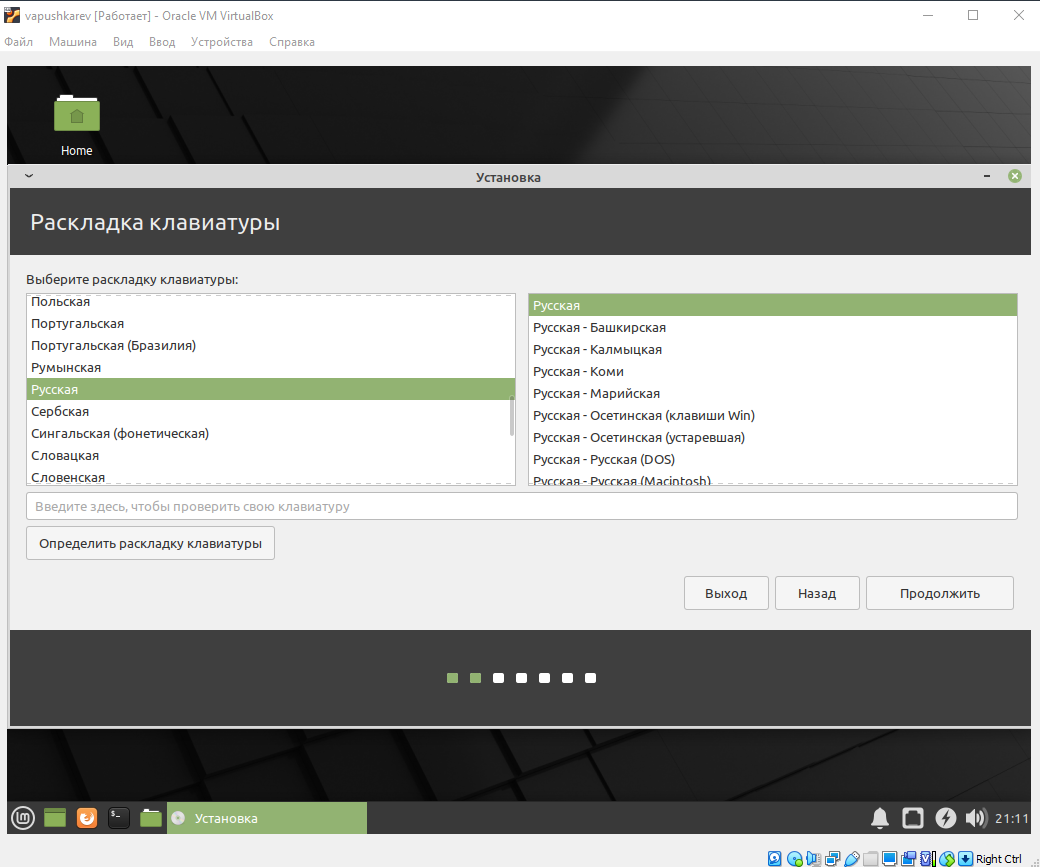 vapushkarev [Работает] - Oracle VM VirtualBox
Файл Машина Вид Ввод Устройства Справка
Home
Установка
Раскладка клавиатуры
Выберите раскладку клавиатуры:
Польская
Португальская
Португальская (Бразилия)
Румынская
Русская
Сербская
Сингальская (фонетическая)
Словацкая
Словенская
Русская
Русская - Башкирская
Русская - Калмыцкая
Русская - Коми
Русская - Марийская
Русская - Осетинская (клавиши Win)
Русская - Осетинская (устаревшая)
Русская - Русская (DOS)
Русская - Русская (Macintosh)
Введите здесь, чтобы проверить свою клавиатуру
Определить раскладку клавиатуры
Выход Назад Продолжить
Установка 21:11
Right Ctrl